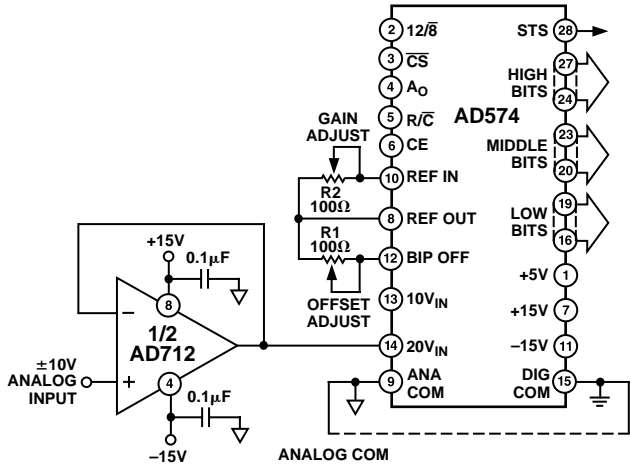 2 12/8̅
3 C̅S̅
4 AO
5 R/C̅
6 CE
10 REF IN
8 REF OUT
12 BIP OFF
13 10VIN
14 20VIN
9 ANA
COM
AD574
STS 28
27
HIGH
BITS
24
23
MIDDLE
BITS
20
19
LOW
BITS
16
+5V 1
+15V 7
–15V 11
DIG
COM 15
GAIN
ADJUST
R2
100Ω
R1
100Ω
OFFSET
ADJUST
+15V
0.1µF
8
–
1/2
AD712
±10V
ANALOG
INPUT
+
4
0.1µF
–15V
ANALOG COM